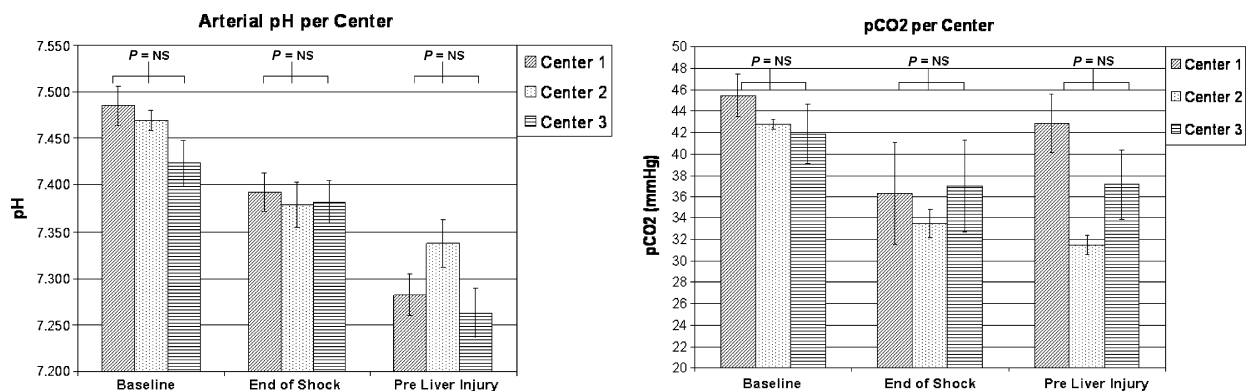 Arterial pH per Center
7.550
7.500
7.450
7.400
7.350
7.300
7.250
7.200
pH
P = NS
P = NS
P = NS
Center 1
Center 2
Center 3
Baseline
End of Shock
Pre Liver Injury
pCO2 per Center
50
48
46
44
42
40
38
36
34
32
30
28
26
24
22
20
pCO2 (mmHg)
P = NS
P = NS
P = NS
Center 1
Center 2
Center 3
Baseline
End of Shock
Pre Liver Injury